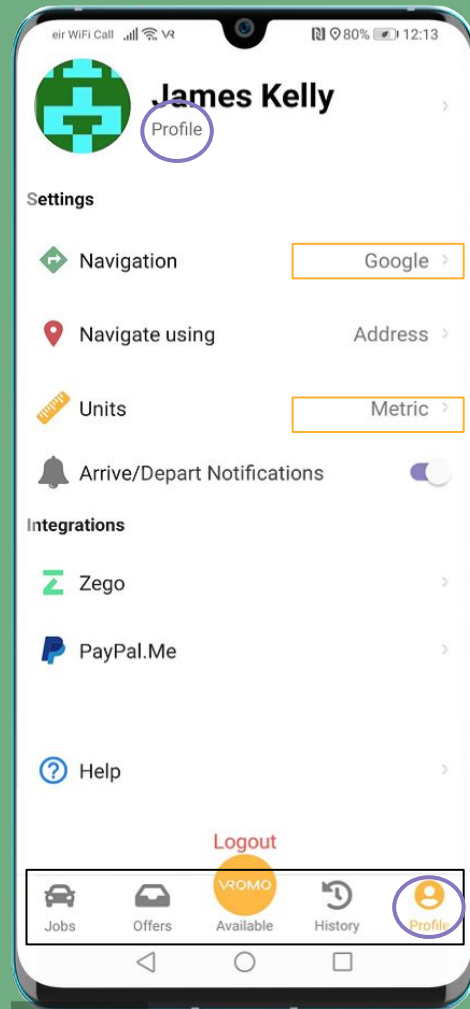 eir WiFi Call 80% 12:13
James Kelly
Profile
Settings
Navigation Google
Navigate using Address
Units Metric
Arrive/Depart Notifications
Integrations
Zego
PayPal.Me
Help
Logout
VROMO
Jobs Offers Available History Profile